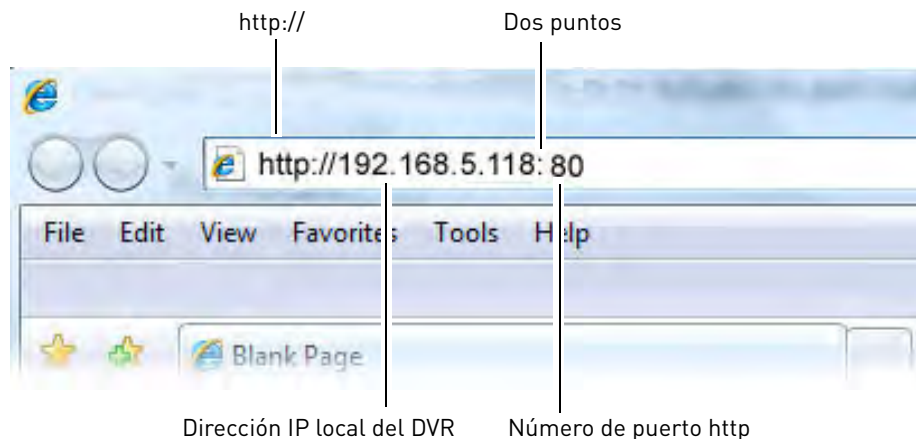 http://
Dos puntos
http://192.168.5.118: 80
File Edit View Favorites Tools Help
Blank Page
Dirección IP local del DVR
Número de puerto http